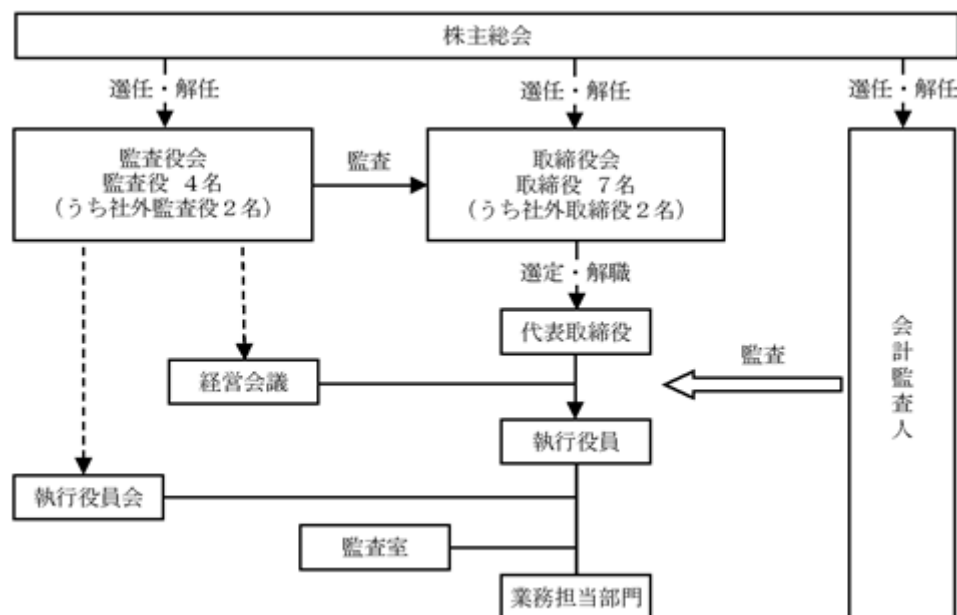 株主総会
選任・解任
選任・解任
選任・解任
監査役会
監査役 4名
（うち社外監査役2名）
監査
取締役会
取締役 7名
（うち社外取締役2名）
選定・解職
代表取締役
経営会議
監査
会計監査人
執行役員
執行役員会
監査室
業務担当部門